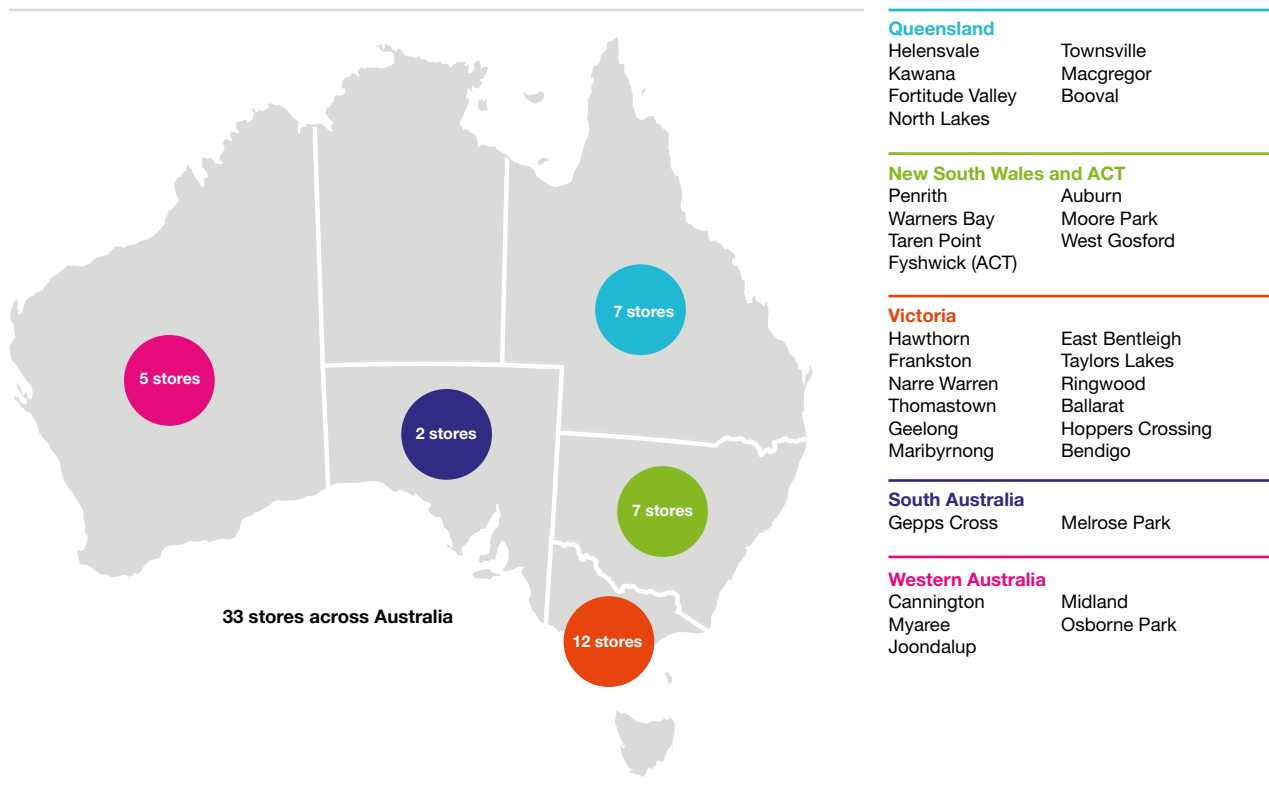 7 stores
5 stores
2 stores
7 stores
12 stores
33 stores across Australia
Queensland
Helensvale
Kawana
Fortitude Valley
North Lakes
Townsville
Macgregor
Booval
New South Wales and ACT
Penrith
Warners Bay
Taren Point
Fyshwick (ACT)
Auburn
Moore Park
West Gosford
Victoria
Hawthorn
Frankston
Narre Warren
Thomastown
Geelong
Maribyrnong
East Bentleigh
Taylors Lakes
Ringwood
Ballarat
Hoppers Crossing
Bendigo
South Australia
Gepps Cross
Melrose Park
Western Australia
Cannington
Myaree
Joondalup
Midland
Osborne Park